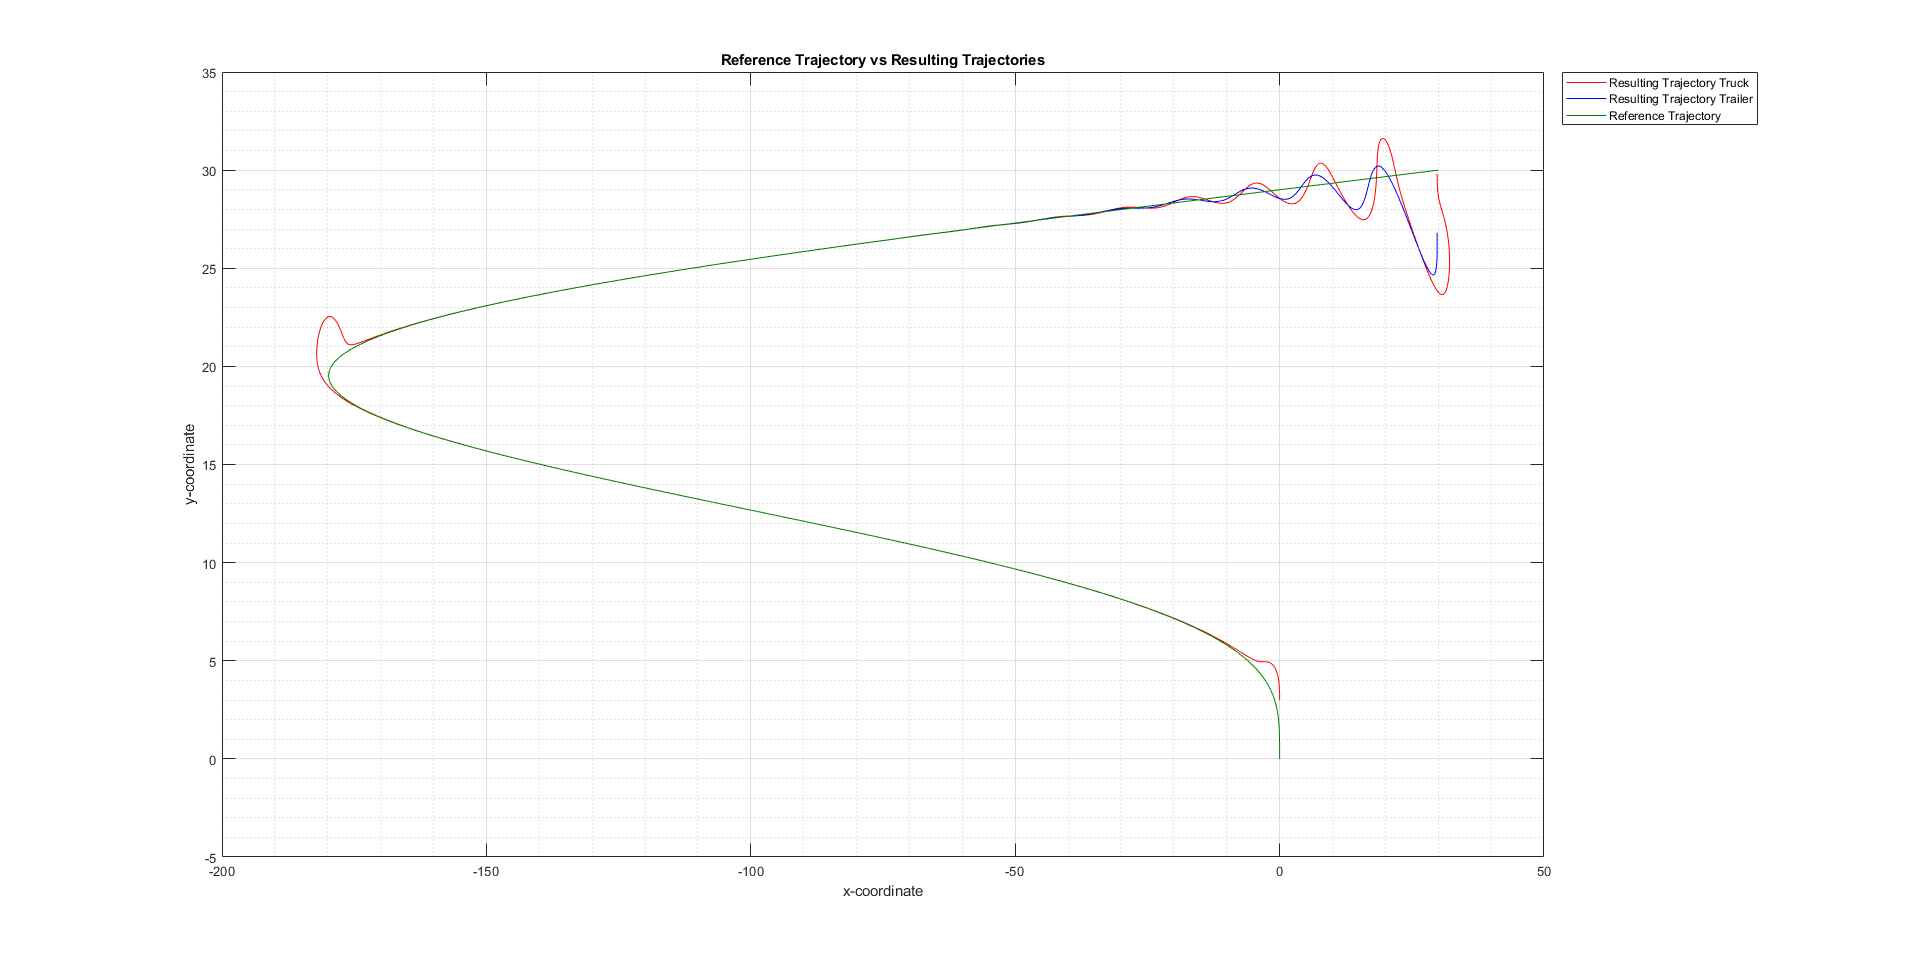 Reference Trajectory vs Resulting Trajectories
35
30
25
20
15
10
5
0
-5
y-coordinate
-200
-150
-100
-50
0
50
x-coordinate
Resulting Trajectory Truck
Resulting Trajectory Trailer
Reference Trajectory